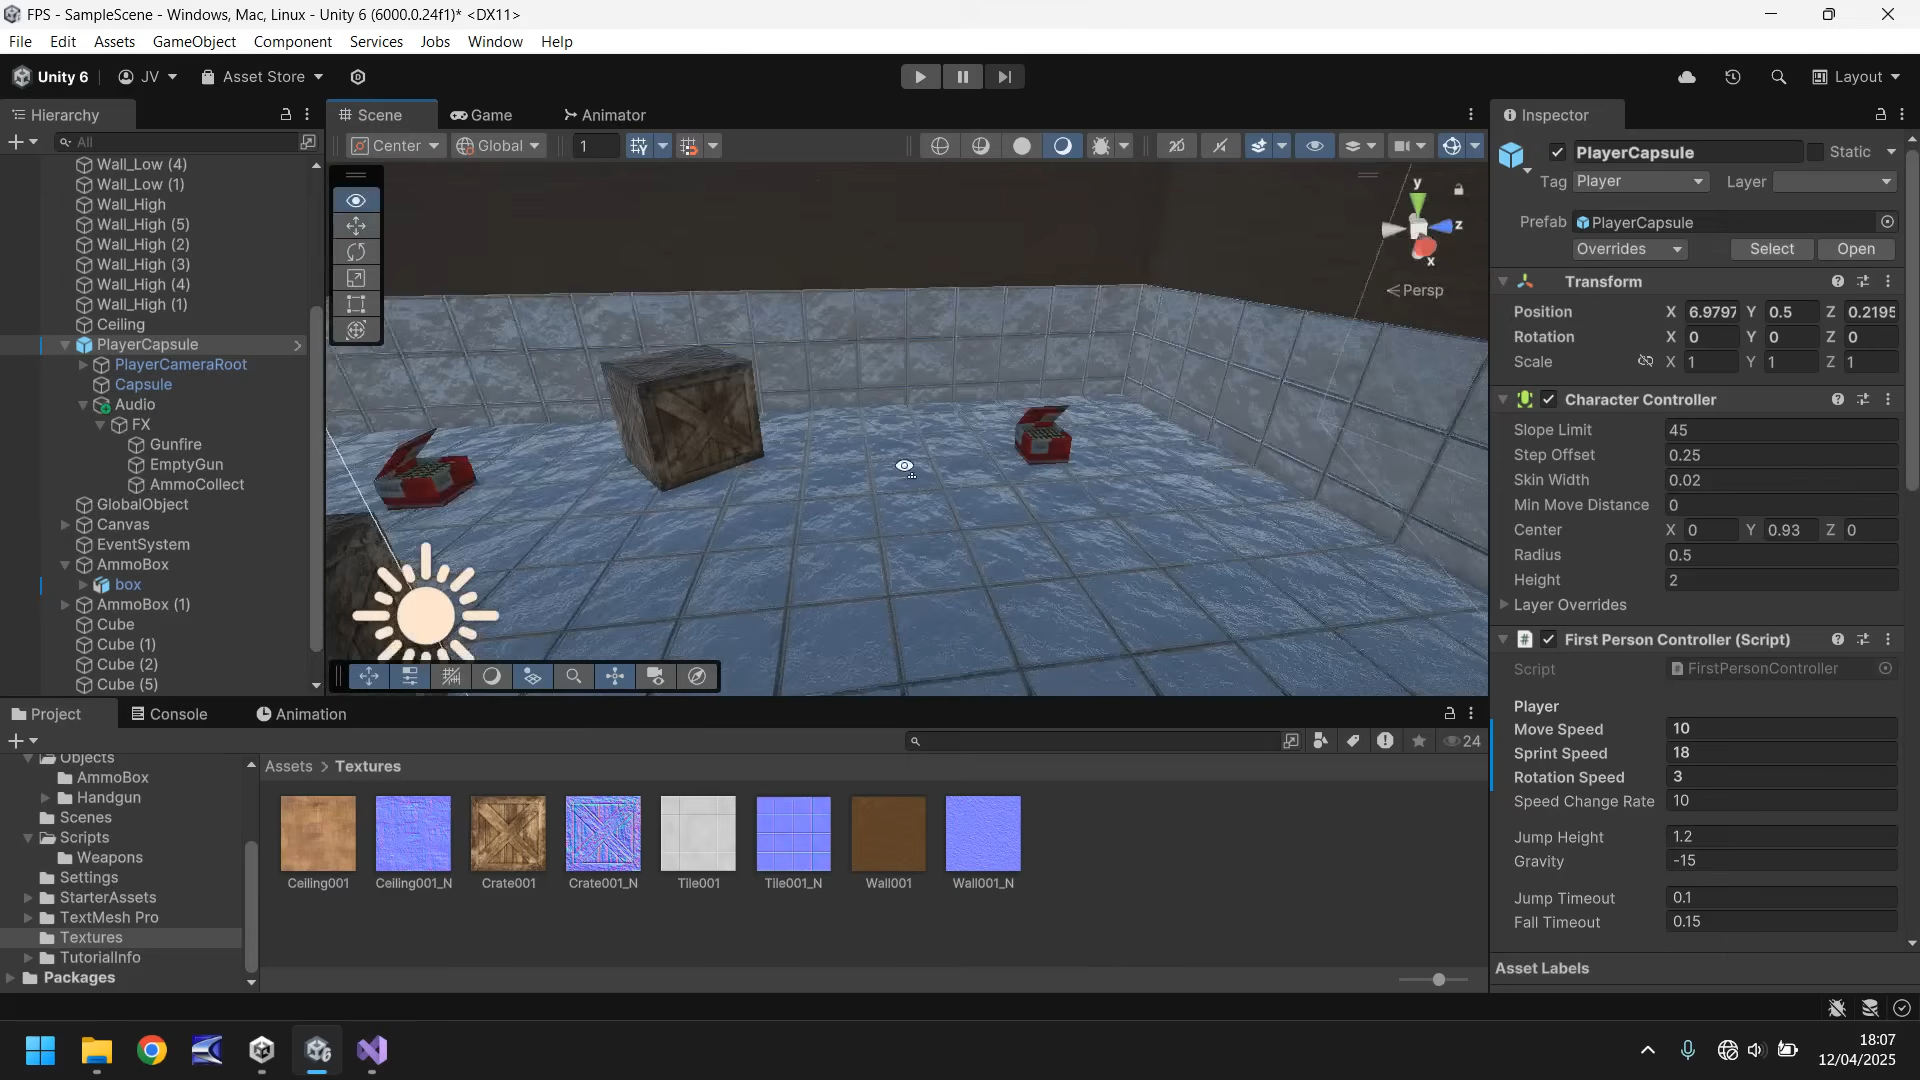 FPS - SampleScene - Windows, Mac, Linux - Unity 6 (6000.0.24f1)* <DX11>
File Edit Assets GameObject Component Services Jobs Window Help
Unity 6 JV Asset Store Layout
Hierarchy
All
Wall_Low (4)
Wall_Low (1)
Wall_High
Wall_High (5)
Wall_High (2)
Wall_High (3)
Wall_High (4)
Wall_High (1)
Ceiling
PlayerCapsule
PlayerCameraRoot
Capsule
Audio
FX
Gunfire
EmptyGun
AmmoCollect
GlobalObject
Canvas
EventSystem
AmmoBox
box
AmmoBox (1)
Cube
Cube (1)
Cube (2)
Cube (5)
Scene Game Animator
Center Global 1 2D
y
z
x
Persp
Inspector
PlayerCapsule Static
Tag Player Layer
Prefab PlayerCapsule
Overrides Select Open
Transform
Position X 6.9797 Y 0.5 Z 0.2195
Rotation X 0 Y 0 Z 0
Scale X 1 Y 1 Z 1
Character Controller
Slope Limit 45
Step Offset 0.25
Skin Width 0.02
Min Move Distance 0
Center X 0 Y 0.93 Z 0
Radius 0.5
Height 2
Layer Overrides
First Person Controller (Script)
Script FirstPersonController
Player
Move Speed 10
Sprint Speed 18
Rotation Speed 3
Speed Change Rate 10
Jump Height 1.2
Gravity -15
Jump Timeout 0.1
Fall Timeout 0.15
Asset Labels
Project Console Animation
24
Objects
AmmoBox
Handgun
Scenes
Scripts
Weapons
Settings
StarterAssets
TextMesh Pro
Textures
TutorialInfo
Packages
Assets > Textures
Ceiling001 Ceiling001_N Crate001 Crate001_N Tile001 Tile001_N Wall001 Wall001_N
18:07
12/04/2025